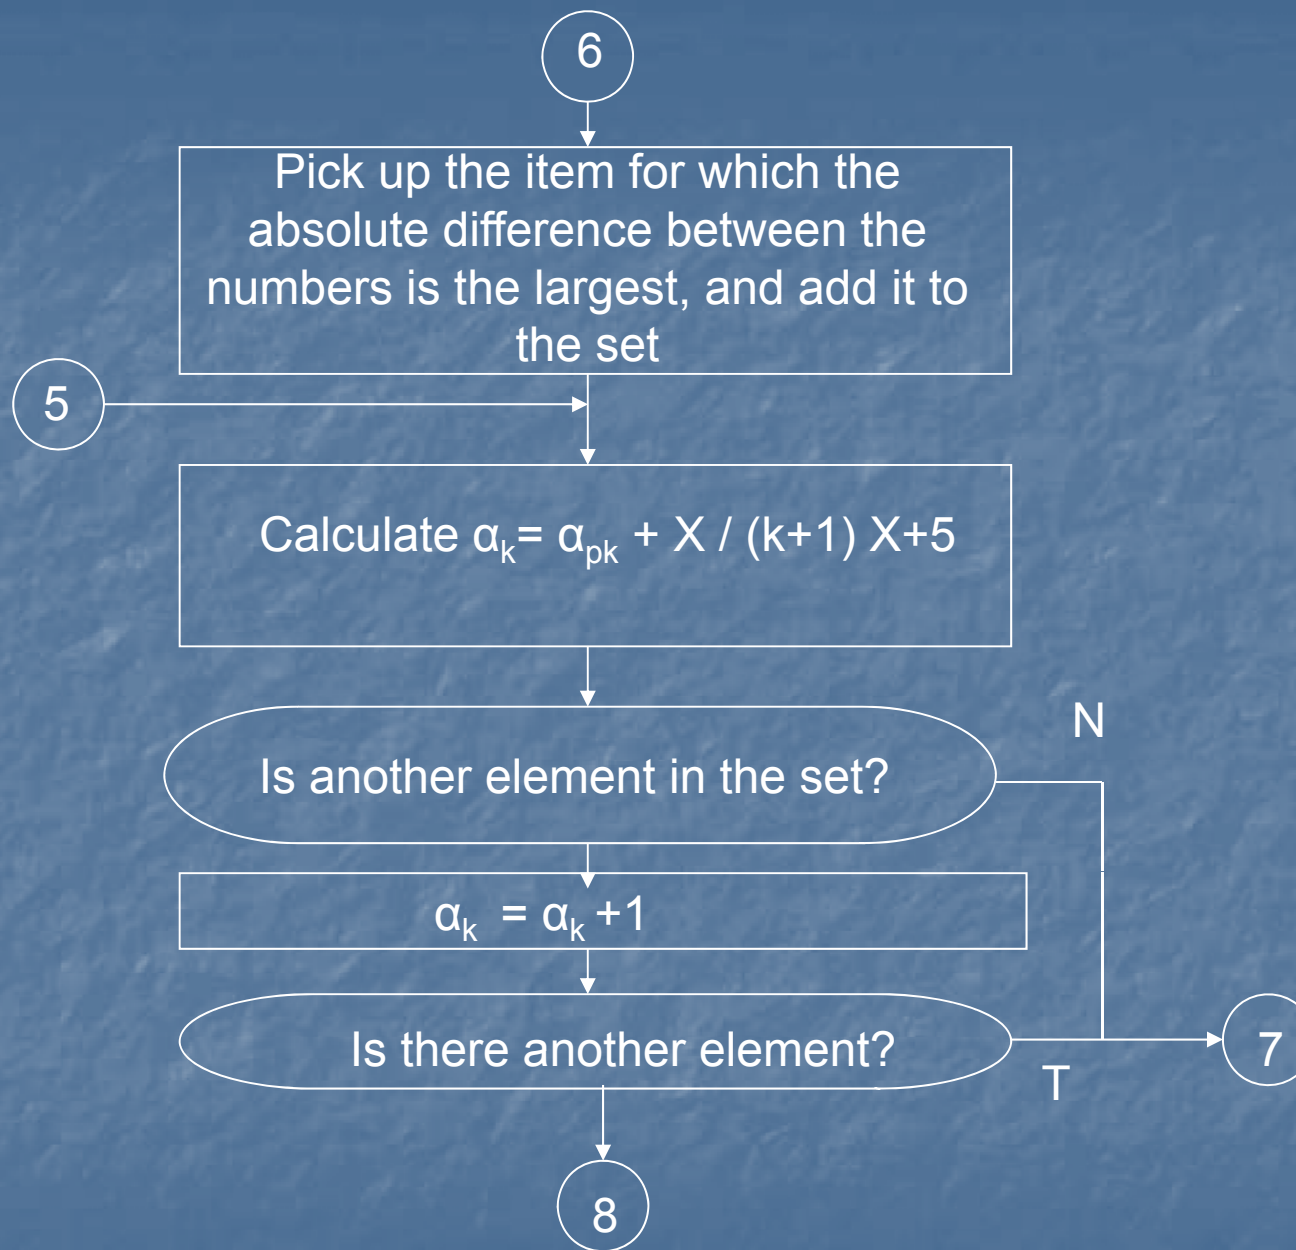 6
Pick up the item for which the
absolute difference between the
numbers is the largest, and add it to
the set
5
Calculate αₖ= αₚₖ + X / (k+1) X+5
N
Is another element in the set?
αₖ = αₖ +1
Is there another element?
T
7
8